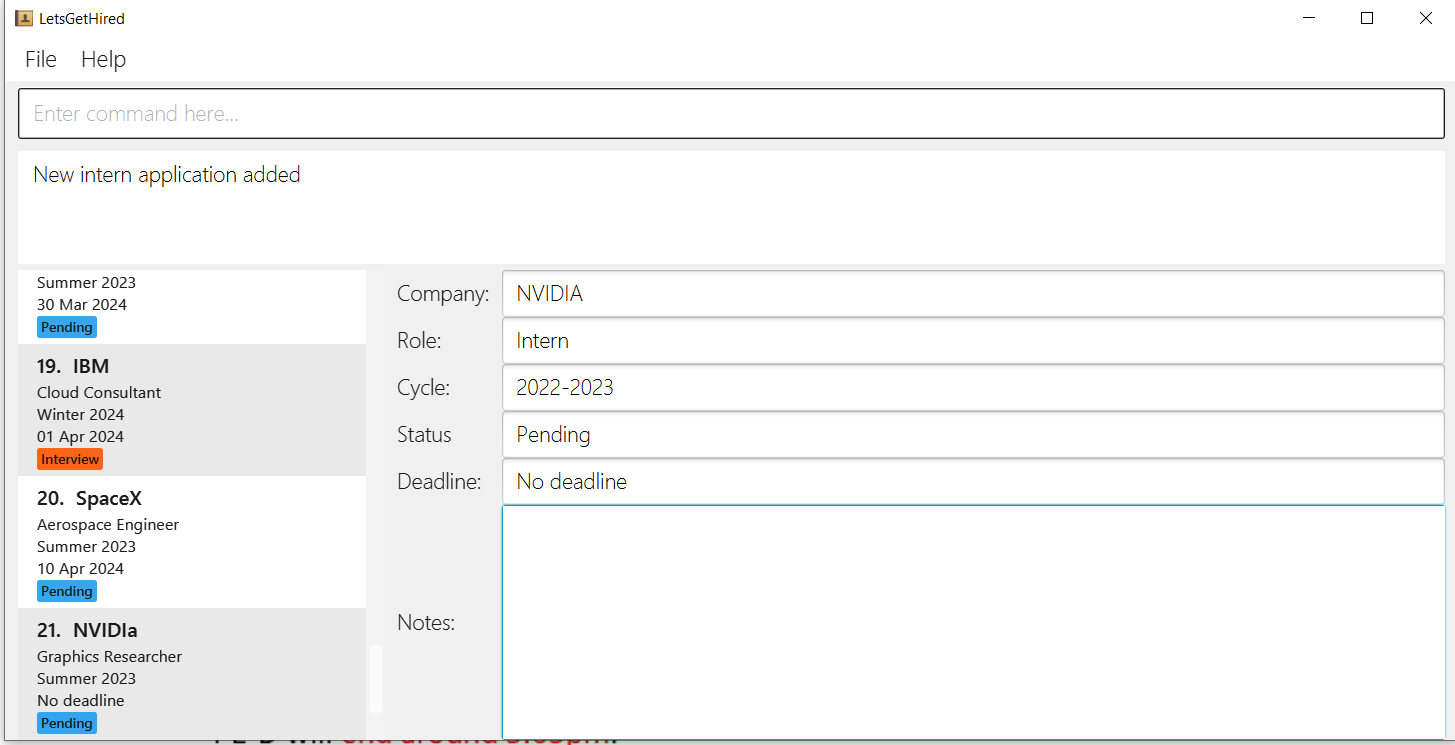 LetsGetHired
File Help
Enter command here...
New intern application added
Summer 2023
30 Mar 2024
Pending
19. IBM
Cloud Consultant
Winter 2024
01 Apr 2024
Interview
20. SpaceX
Aerospace Engineer
Summer 2023
10 Apr 2024
Pending
21. NVIDIa
Graphics Researcher
Summer 2023
No deadline
Pending
Company: NVIDIA
Role: Intern
Cycle: 2022-2023
Status Pending
Deadline: No deadline
Notes: